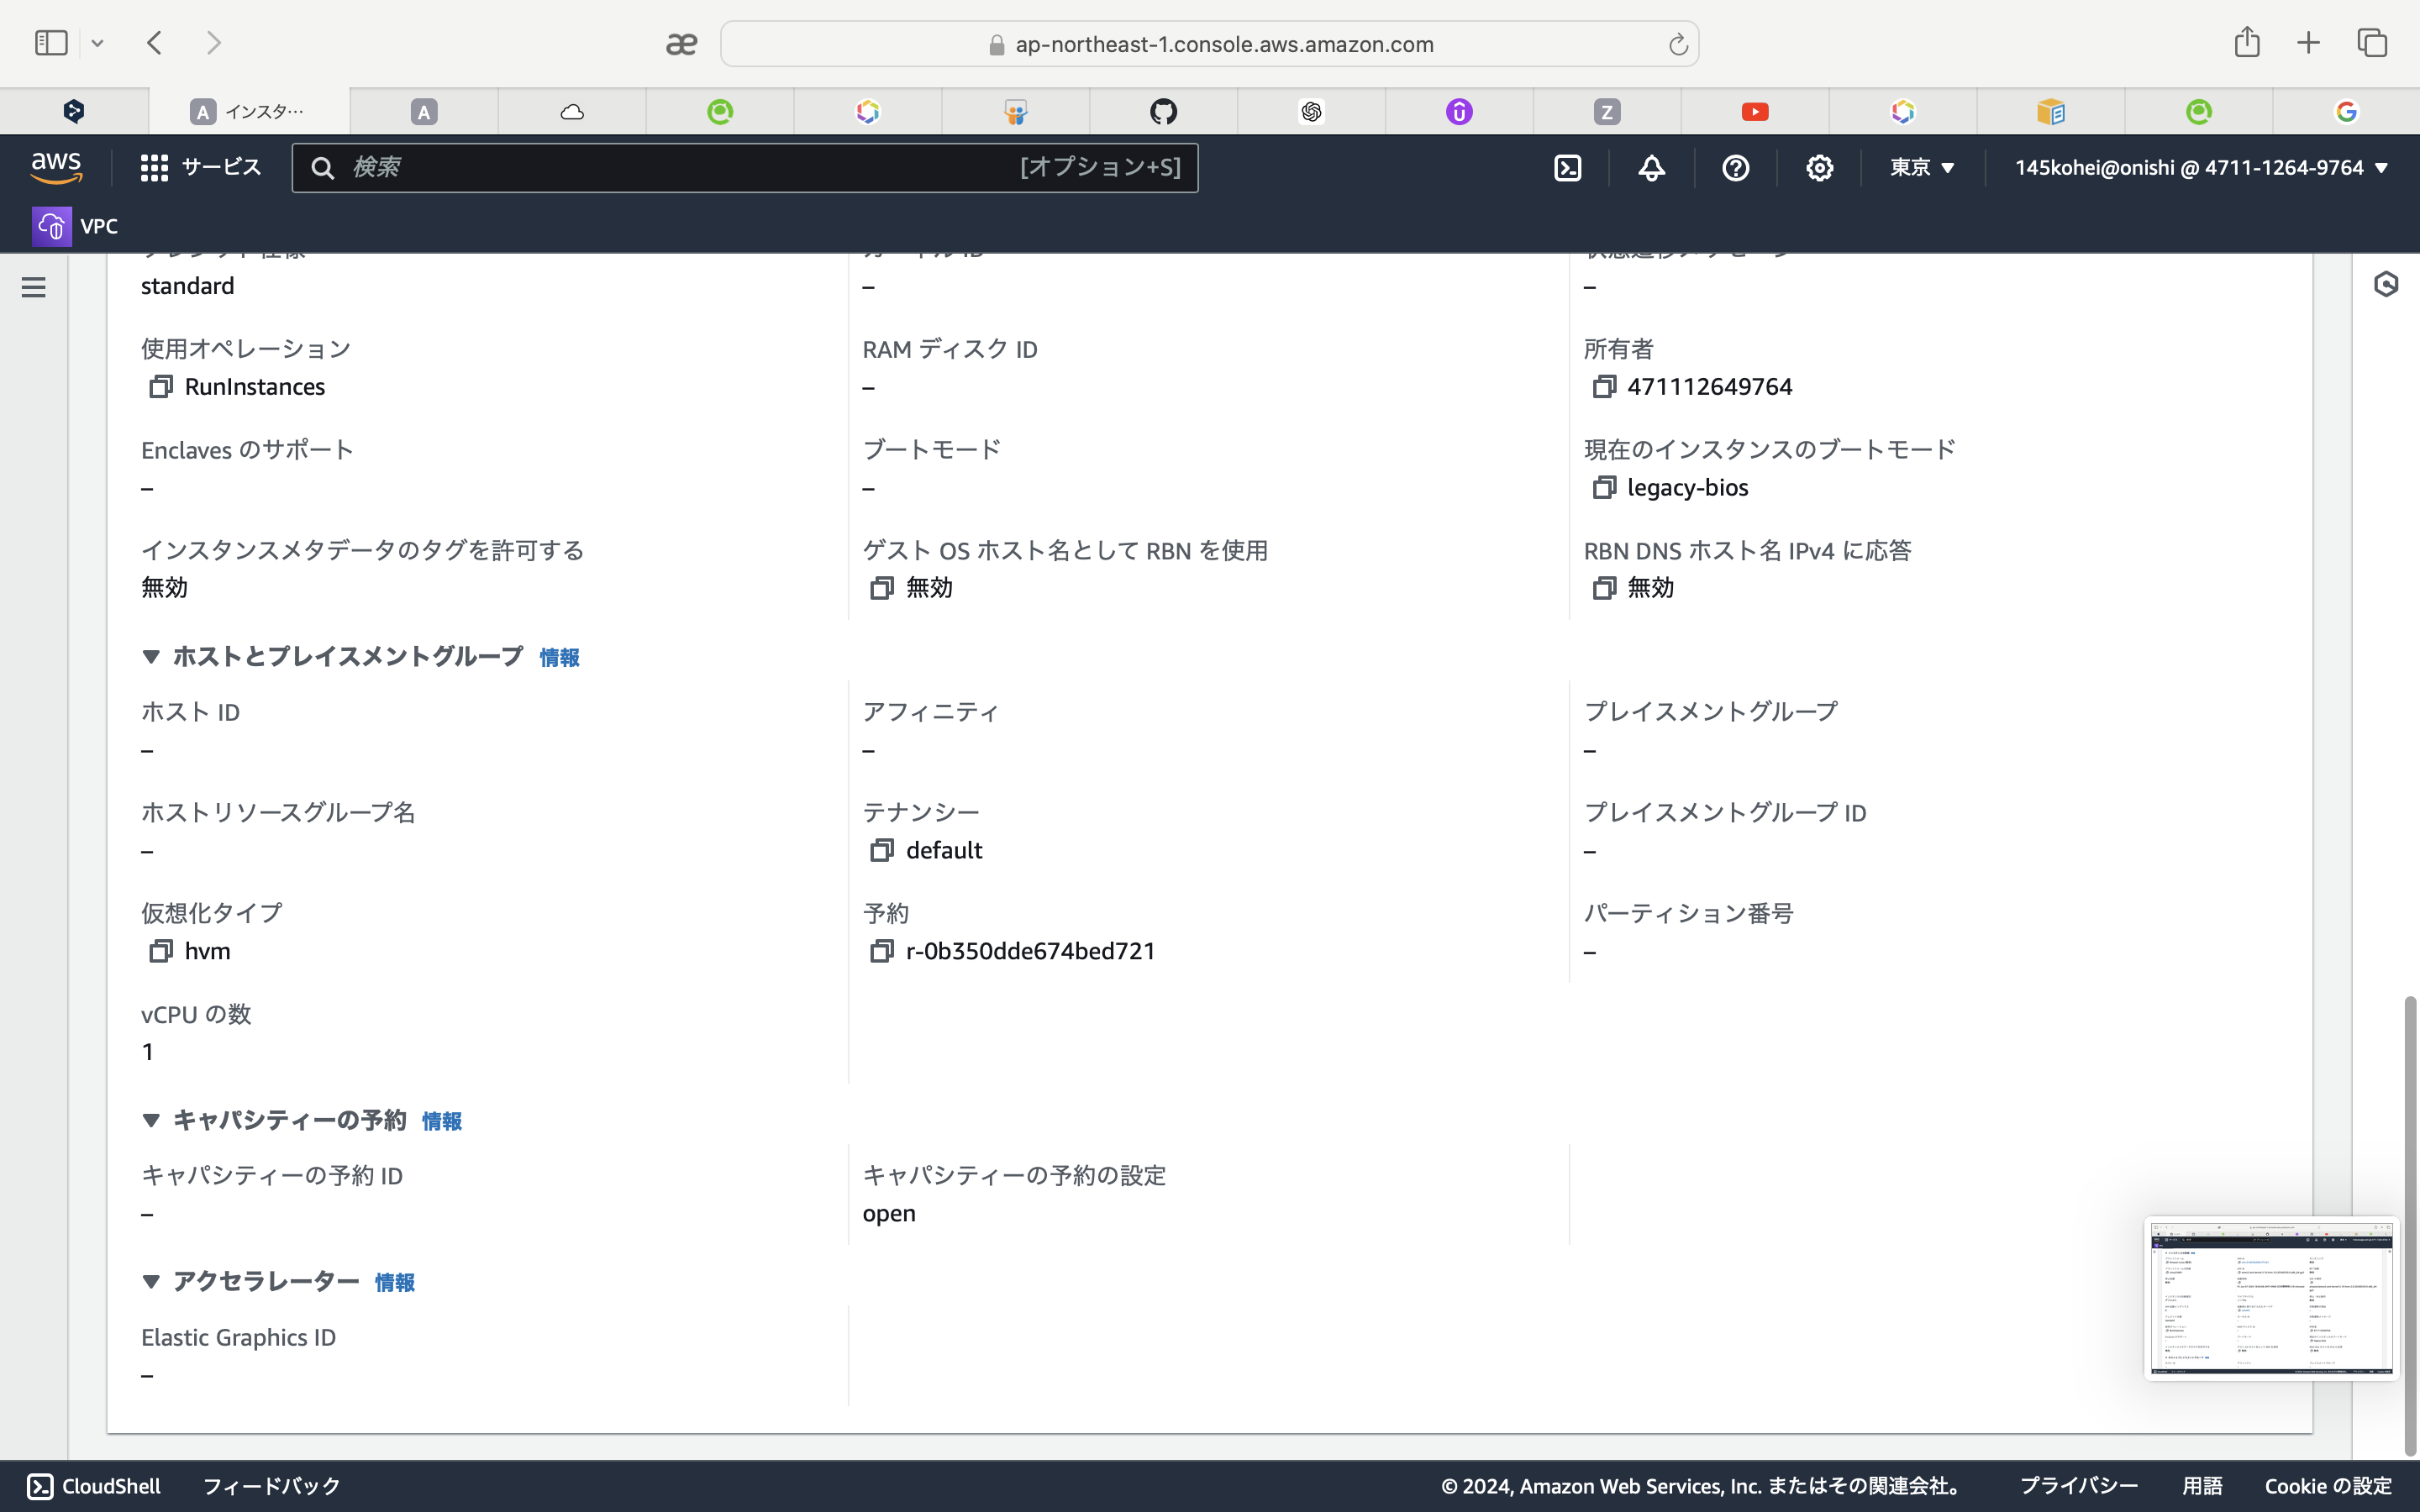 ap-northeast-1.console.aws.amazon.com
インスタ…
aws
サービス
検索
[オプション+S]
東京
145kohei@onishi @ 4711-1264-9764
VPC
standard
–
–
使用オペレーション
RAM ディスク ID
所有者
RunInstances
–
471112649764
Enclaves のサポート
ブートモード
現在のインスタンスのブートモード
–
–
legacy-bios
インスタンスメタデータのタグを許可する
ゲスト OS ホスト名として RBN を使用
RBN DNS ホスト名 IPv4 に応答
無効
無効
無効
ホストとプレイスメントグループ 情報
ホスト ID
アフィニティ
プレイスメントグループ
–
–
–
ホストリソースグループ名
テナンシー
プレイスメントグループ ID
–
default
–
仮想化タイプ
予約
パーティション番号
hvm
r-0b350dde674bed721
–
vCPU の数
1
キャパシティーの予約 情報
キャパシティーの予約 ID
キャパシティーの予約の設定
–
open
アクセラレーター 情報
Elastic Graphics ID
–
CloudShell
フィードバック
© 2024, Amazon Web Services, Inc. またはその関連会社。
プライバシー
用語
Cookie の設定